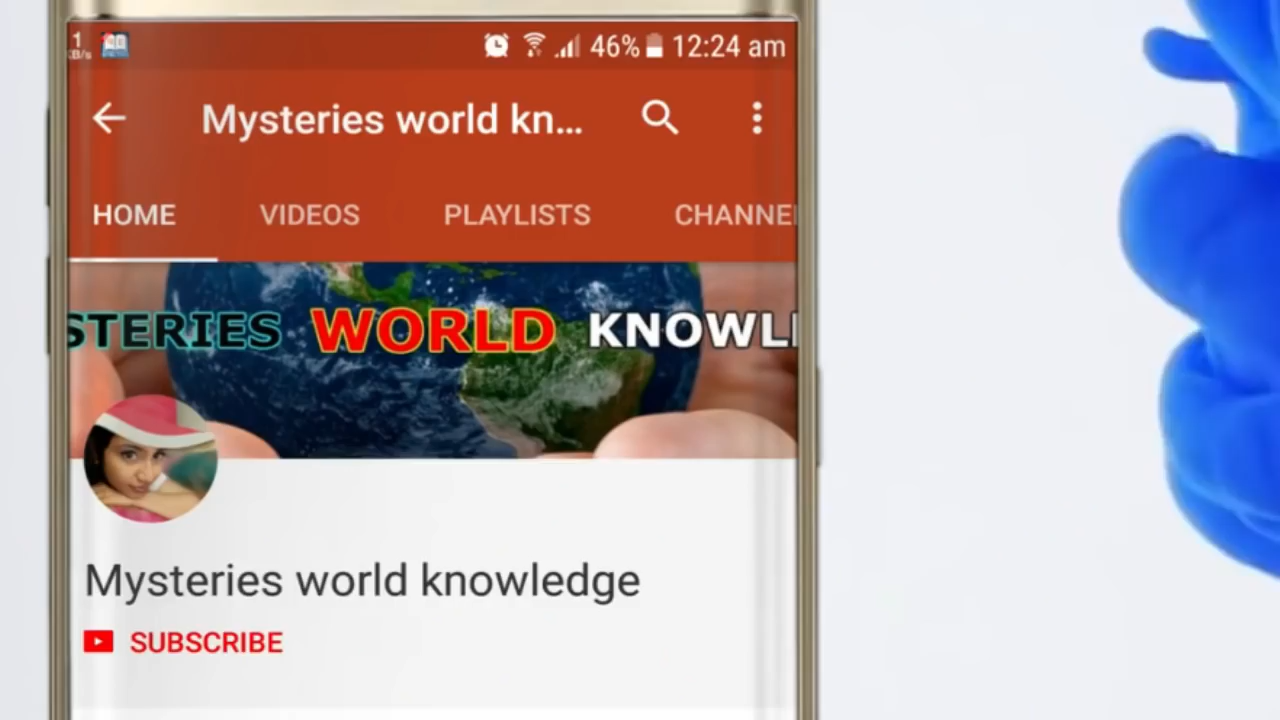 1
KB/s
46% 12:24 am
Mysteries world kn...
HOME VIDEOS PLAYLISTS CHANNE
STERIES WORLD KNOWL
Mysteries world knowledge
SUBSCRIBE